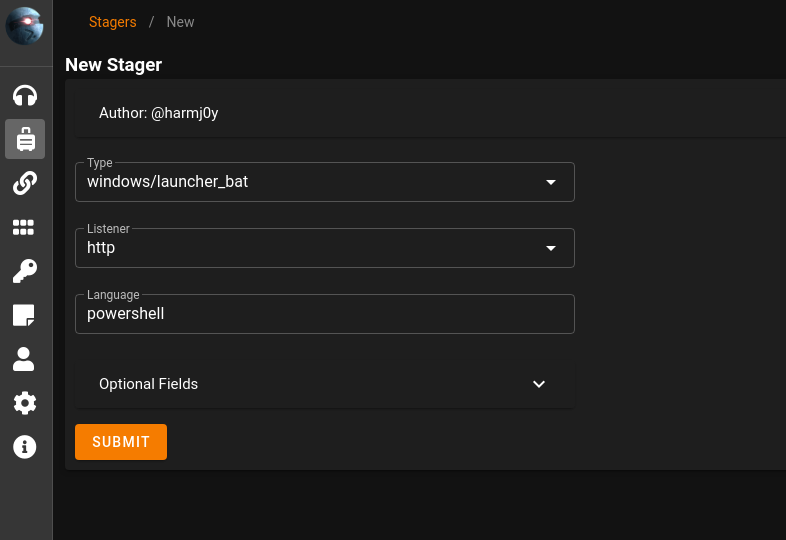 Stagers / New
New Stager
Author: @harmj0y
Type
windows/launcher_bat
Listener
http
Language
powershell
Optional Fields
SUBMIT